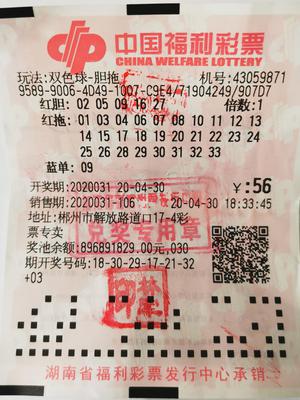 中国福利彩票
CHINA WELFARE LOTTERY
玩法:双色球-胆拖 机号:43059871
9589-9006-4D49-1007-C9E4/71904249/907D7
红胆: 02 05 09 16 27 倍数:1
红拖: 01 03 04 06 07 08 10 11 12 13
14 15 17 18 19 20 21 22 23 24
25 26 28 29 30 31 32 33
蓝单: 09
开奖期:2020031 20-04-30 ¥:56
销售期:2020031-106 20-04-30 18:33:45
地址:郴州市解放路道口17-4彩
票专卖
奖池余额:896891829.00元,030
期开奖号码:18-30-29-17-21-32
+03
兑奖专用章
湖南省福利彩票发行中心承销